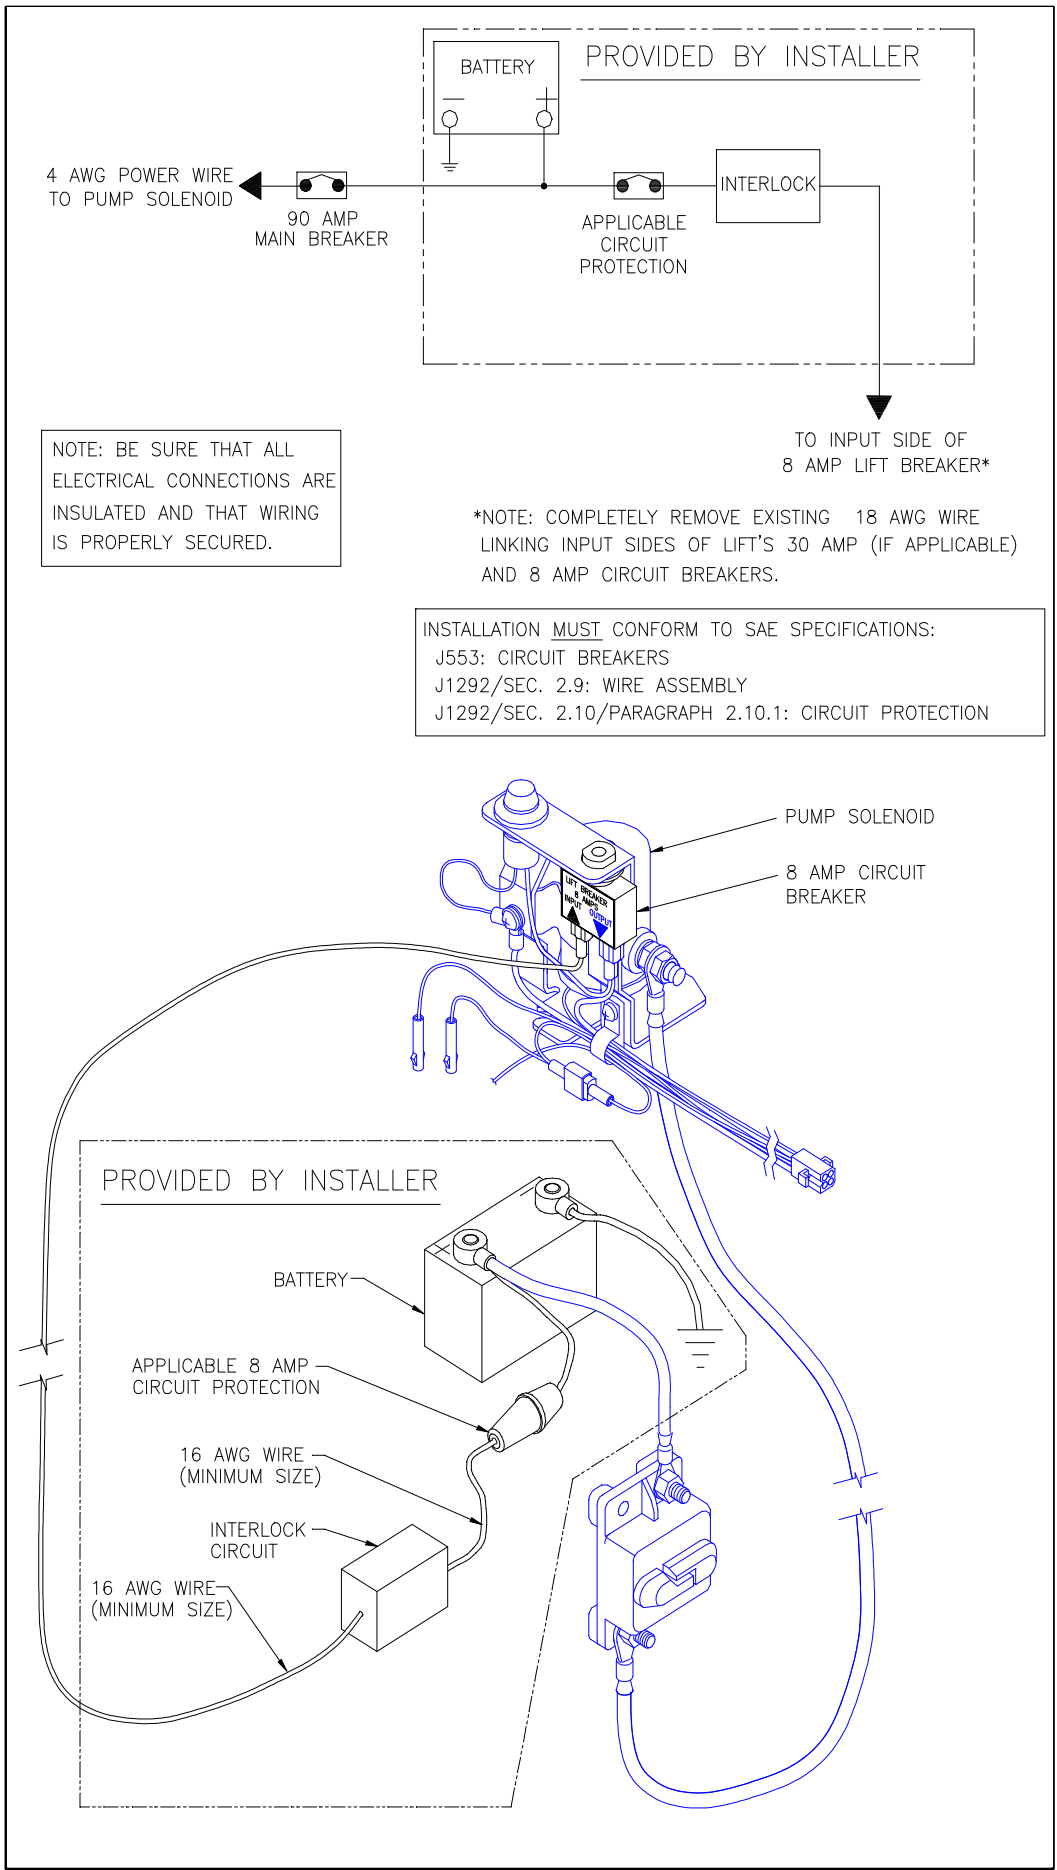 BATTERY
PROVIDED BY INSTALLER
4 AWG POWER WIRE
TO PUMP SOLENOID
90 AMP
MAIN BREAKER
APPLICABLE
CIRCUIT
PROTECTION
INTERLOCK
TO INPUT SIDE OF
8 AMP LIFT BREAKER*
NOTE: BE SURE THAT ALL
ELECTRICAL CONNECTIONS ARE
INSULATED AND THAT WIRING
IS PROPERLY SECURED.
*NOTE: COMPLETELY REMOVE EXISTING 18 AWG WIRE
LINKING INPUT SIDES OF LIFT'S 30 AMP (IF APPLICABLE)
AND 8 AMP CIRCUIT BREAKERS.
INSTALLATION MUST CONFORM TO SAE SPECIFICATIONS:
J553: CIRCUIT BREAKERS
J1292/SEC. 2.9: WIRE ASSEMBLY
J1292/SEC. 2.10/PARAGRAPH 2.10.1: CIRCUIT PROTECTION
PUMP SOLENOID
8 AMP CIRCUIT
BREAKER
LIFT BREAKER
8 AMPS
INPUT
OUTPUT
PROVIDED BY INSTALLER
BATTERY
APPLICABLE 8 AMP
CIRCUIT PROTECTION
16 AWG WIRE
(MINIMUM SIZE)
INTERLOCK
CIRCUIT
16 AWG WIRE
(MINIMUM SIZE)